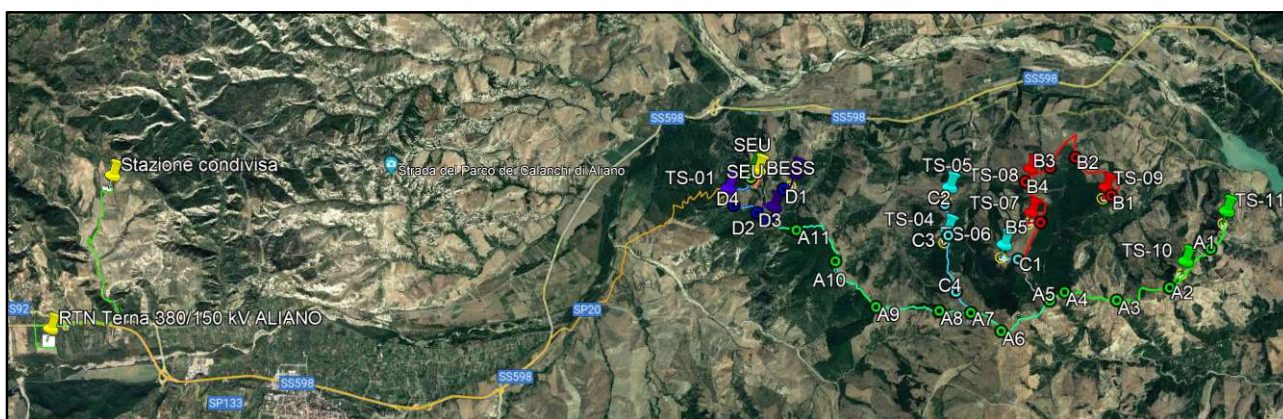 SS598
SS598
SS598
Stazione condivisa
Strada del Parco dei Calanchi di Aliano
SEU
SEU
BESS
TS-01
D4
D1
D2
D3
A11
A10
A9
A8
A7
A6
A5
A4
A3
A2
A1
TS-05
C2
TS-04
C3
S-06
C4
C1
TS-08
B3
B4
B2
TS-09
B1
TS-07
B5
TS-11
TS-10
SP20
S92
RTN Terna 380/150 kV ALIANO
SS598
SS598
SP133